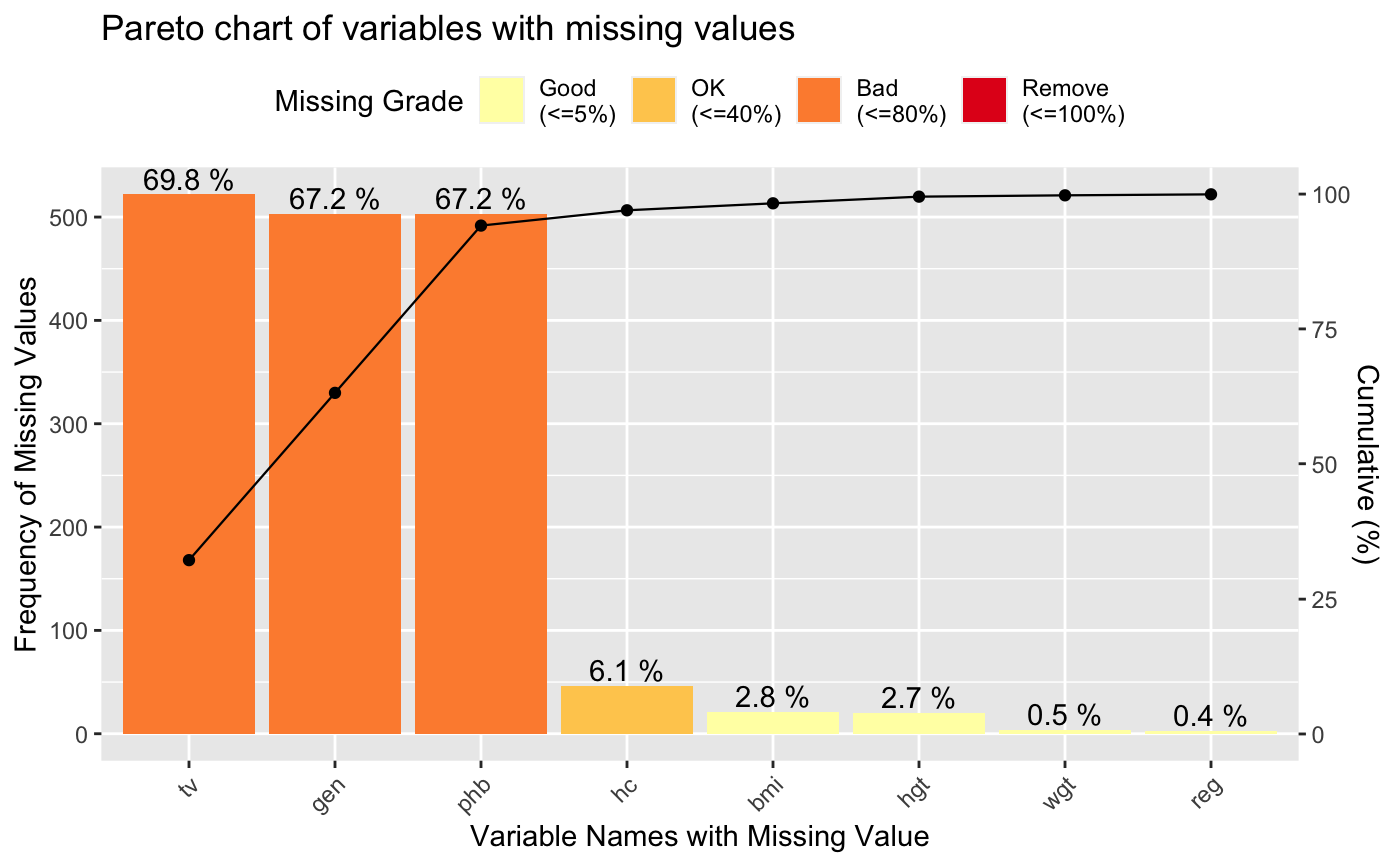 Pareto chart of variables with missing values
Missing Grade
Good
(<=5%)
OK
(<=40%)
Bad
(<=80%)
Remove
(<=100%)
69.8 %
67.2 %
67.2 %
6.1 %
2.8 %
2.7 %
0.5 %
0.4 %
Frequency of Missing Values
500
400
300
200
100
0
100
75
50
25
0
Cumulative (%)
tv
gen
phb
hc
bmi
hgt
wgt
reg
Variable Names with Missing Value